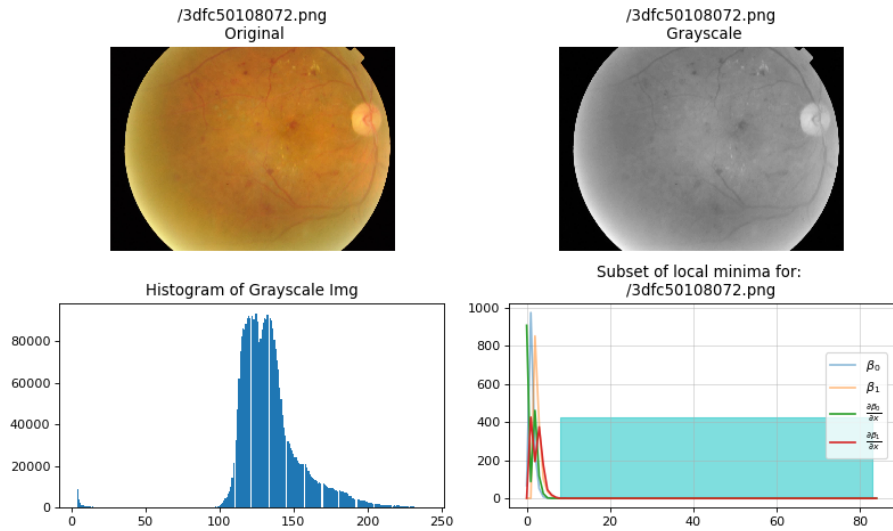 /3dfc50108072.png
Original
/3dfc50108072.png
Grayscale
Histogram of Grayscale Img
80000
60000
40000
20000
0
0
50
100
150
200
250
Subset of local minima for:
/3dfc50108072.png
1000
800
600
400
200
0
0
20
40
60
80
β₀
β₁
∂β₀/∂x
∂β₁/∂x